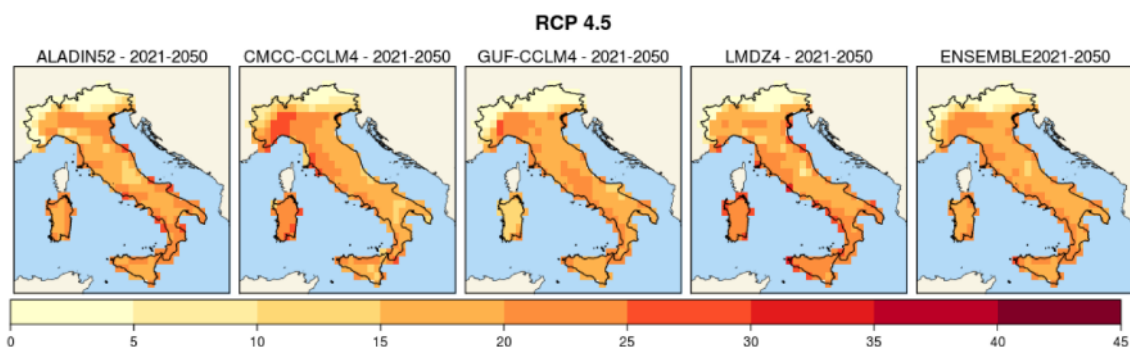 RCP 4.5
ALADIN52 - 2021-2050 CMCC-CCLM4 - 2021-2050 GUF-CCLM4 - 2021-2050 LMDZ4 - 2021-2050 ENSEMBLE2021-2050
0 5 10 15 20 25 30 35 40 45